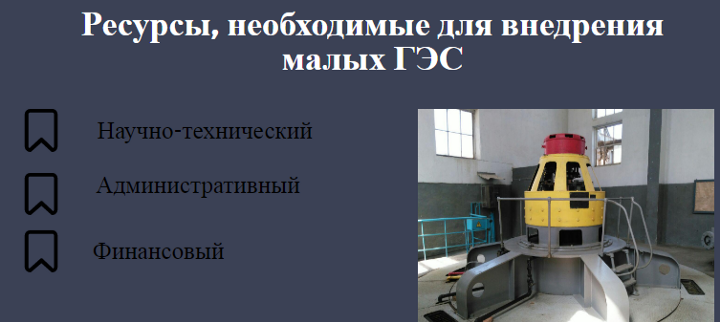 Ресурсы, необходимые для внедрения
малых ГЭС
Научно-технический
Административный
Финансовый